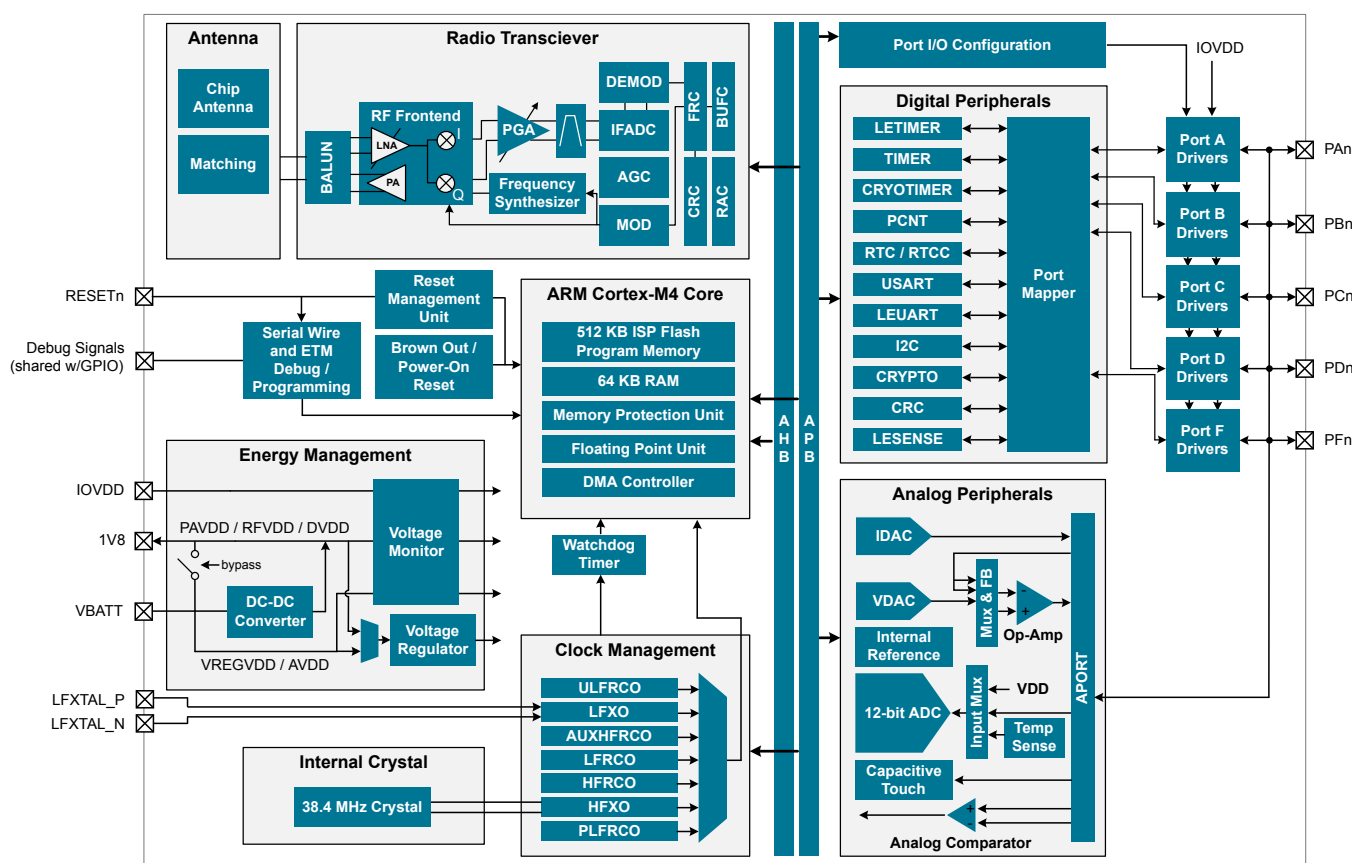 Antenna
Chip
Antenna
Matching
Radio Transciever
BALUN
RF Frontend
LNA
PA
I
Q
PGA
Frequency
Synthesizer
DEMOD
IFADC
AGC
MOD
FRC
BUFC
CRC
RAC
RESETn
Debug Signals
(shared w/GPIO)
Reset
Management
Unit
Serial Wire
and ETM
Debug /
Programming
Brown Out /
Power-On
Reset
ARM Cortex-M4 Core
512 KB ISP Flash
Program Memory
64 KB RAM
Memory Protection Unit
Floating Point Unit
DMA Controller
Watchdog
Timer
Energy Management
IOVDD
1V8
VBATT
PAVDD / RFVDD / DVDD
bypass
DC-DC
Converter
Voltage
Monitor
Voltage
Regulator
VREGVDD / AVDD
LFXTAL_P
LFXTAL_N
Clock Management
ULFRCO
LFXO
AUXHFRCO
LFRCO
HFRCO
HFXO
PLFRCO
Internal Crystal
38.4 MHz Crystal
A
H
B
A
P
B
Port I/O Configuration
IOVDD
Digital Peripherals
LETIMER
TIMER
CRYOTIMER
PCNT
RTC / RTCC
USART
LEUART
I2C
CRYPTO
CRC
LESENSE
Port
Mapper
Port A
Drivers
Port B
Drivers
Port C
Drivers
Port D
Drivers
Port F
Drivers
PAn
PBn
PCn
PDn
PFn
Analog Peripherals
IDAC
VDAC
Mux & FB
-
+
Op-Amp
Internal
Reference
12-bit ADC
Input Mux
VDD
Temp
Sense
Capacitive
Touch
+
-
Analog Comparator
APORT